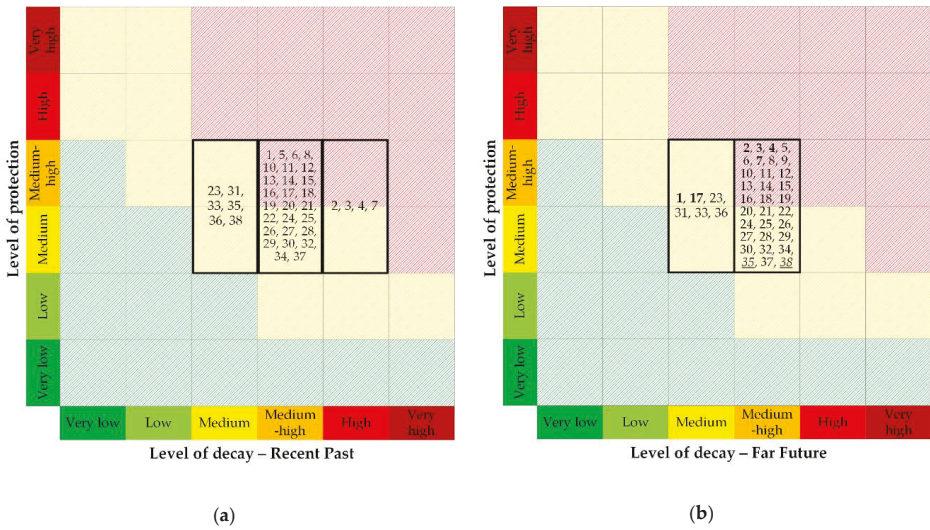 Level of protection
Very
high
High
Medium-
high
Medium
Low
Very low
23, 31,
33, 35,
36, 38
1, 5, 6, 8,
10, 11, 12,
13, 14, 15,
16, 17, 18,
19, 20, 21,
22, 24, 25,
26, 27, 28,
29, 30, 32,
34, 37
2, 3, 4, 7
Very low
Low
Medium
Medium
-high
High
Very
high
Level of decay – Recent Past
(a)
Level of protection
Very
high
High
Medium-
high
Medium
Low
Very low
1, 17, 23,
31, 33, 36
2, 3, 4, 5,
6, 7, 8, 9,
10, 11, 12,
13, 14, 15,
16, 18, 19,
20, 21, 22,
24, 25, 26,
27, 28, 29,
30, 32, 34,
35, 37, 38
Very low
Low
Medium
Medium
-high
High
Very
high
Level of decay – Far Future
(b)